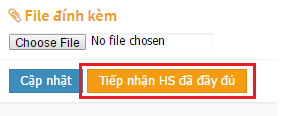 File đính kèm
Choose File No file chosen
Cập nhật Tiếp nhận HS đã đầy đủ